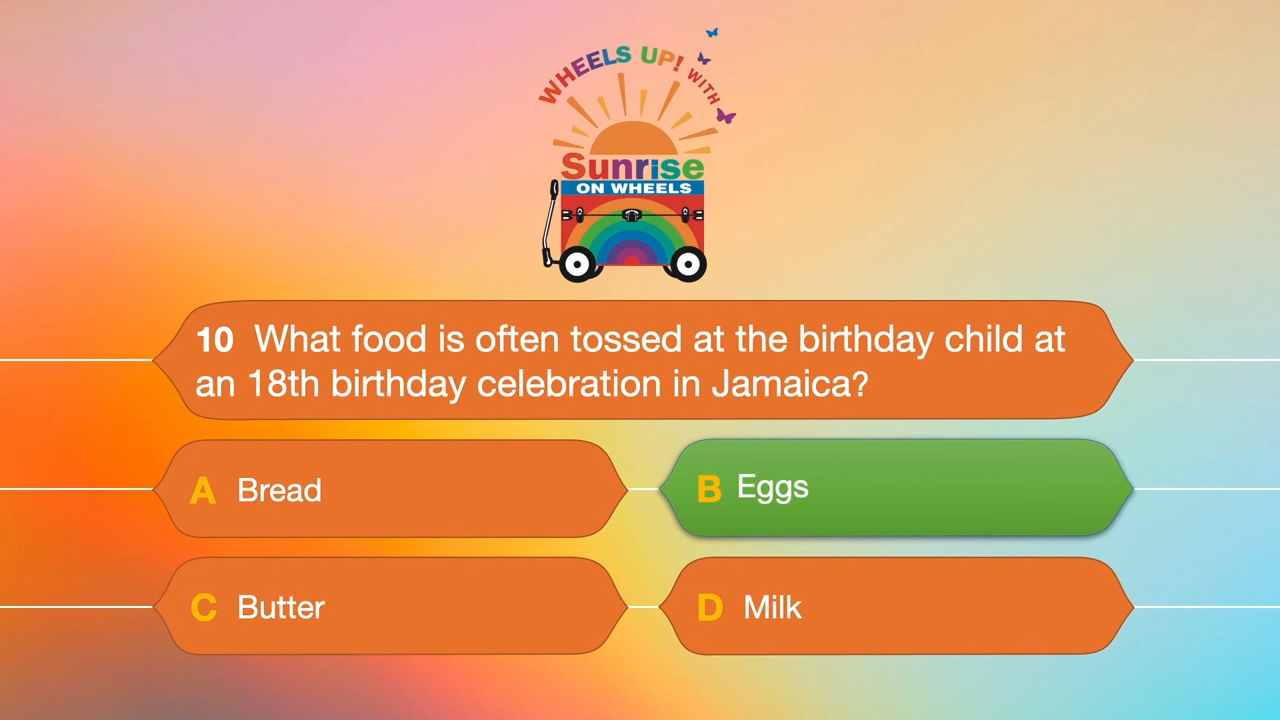 WHEELS UP! WITH
Sunrise
ON WHEELS
10 What food is often tossed at the birthday child at
an 18th birthday celebration in Jamaica?
A Bread
B Eggs
C Butter
D Milk